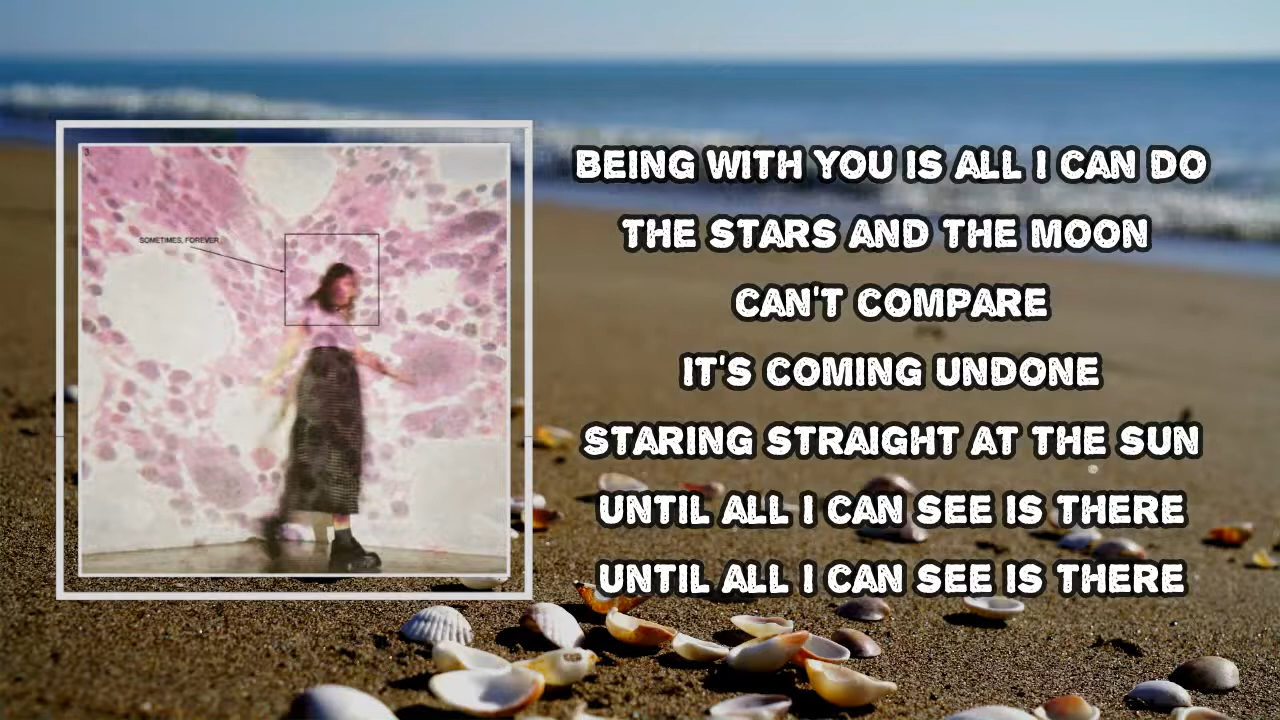 3
SOMETIMES, FOREVER
BEING WITH YOU IS ALL I CAN DO
THE STARS AND THE MOON
CAN'T COMPARE
IT'S COMING UNDONE
STARING STRAIGHT AT THE SUN
UNTIL ALL I CAN SEE IS THERE
UNTIL ALL I CAN SEE IS THERE